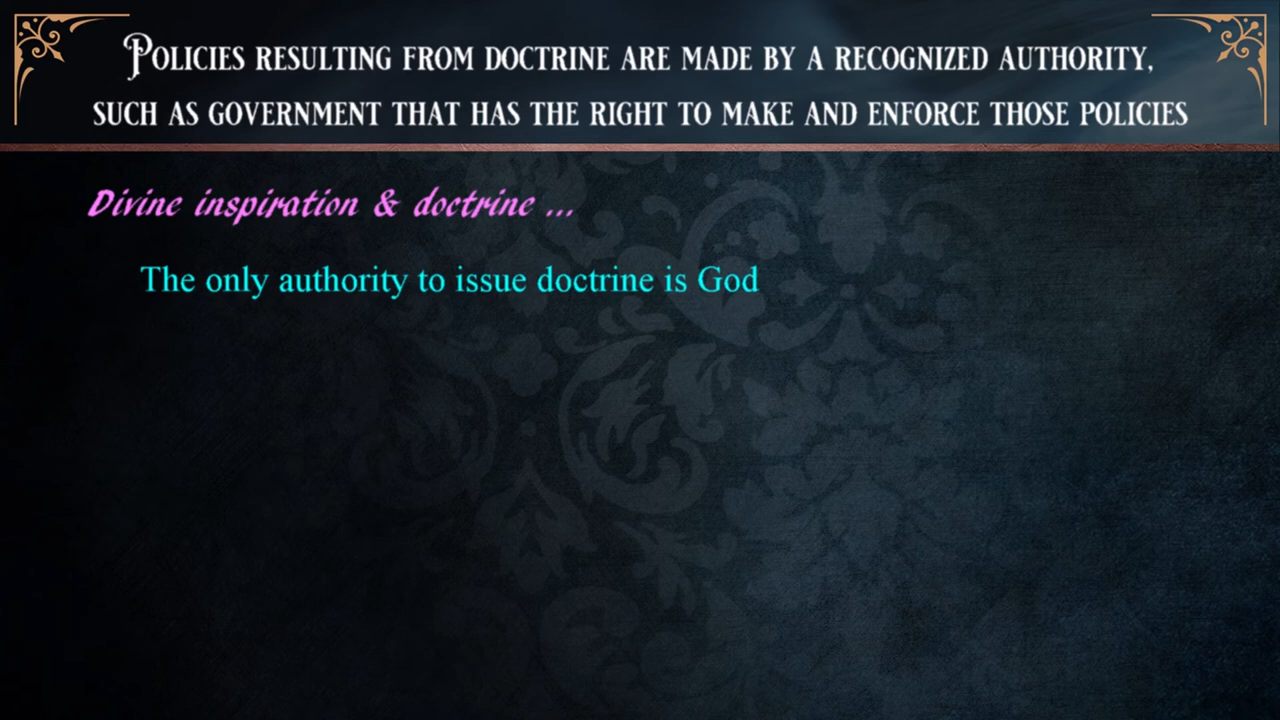 Policies resulting from doctrine are made by a recognized authority,
such as government that has the right to make and enforce those policies
Divine inspiration & doctrine ...
The only authority to issue doctrine is God